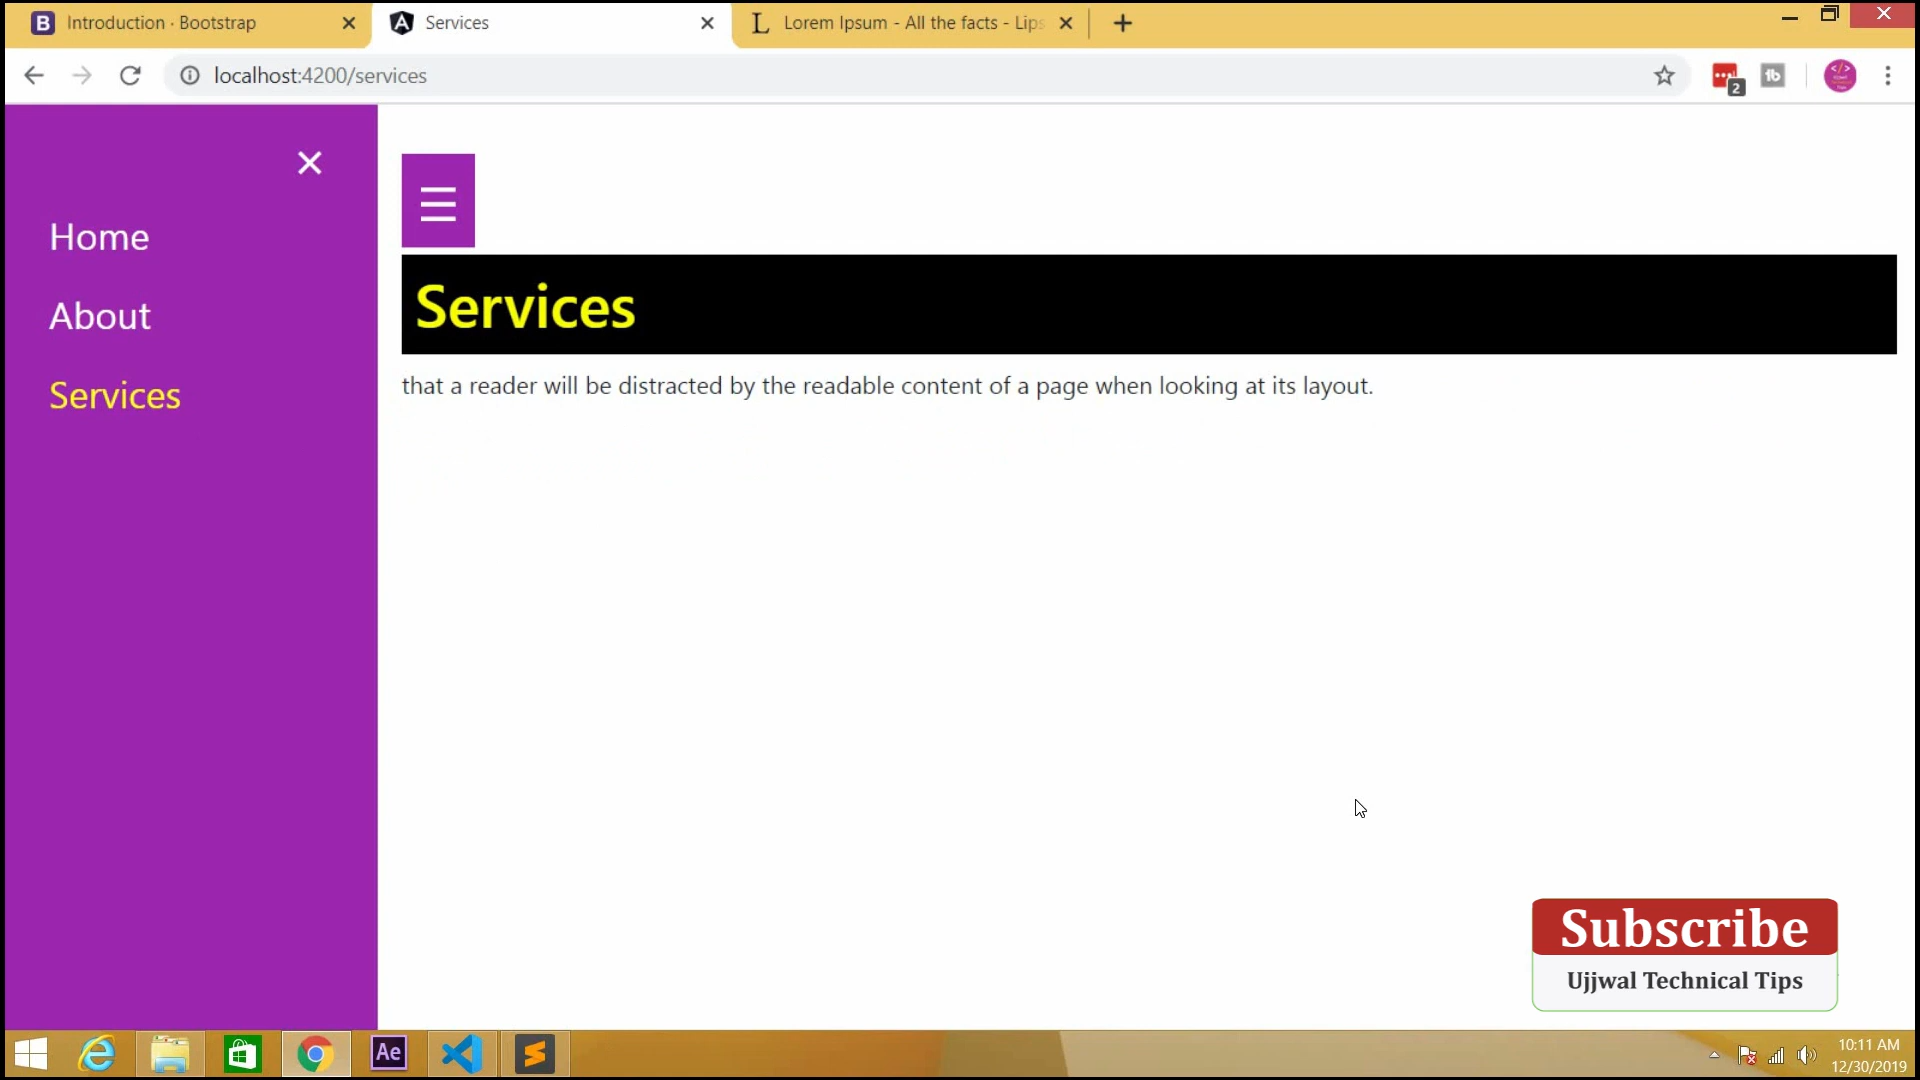 Introduction · Bootstrap
Services
Lorem Ipsum - All the facts - Lips
localhost:4200/services
2
Home
About
Services
Services
that a reader will be distracted by the readable content of a page when looking at its layout.
Subscribe
Ujjwal Technical Tips
Ae
10:11 AM
12/30/2019